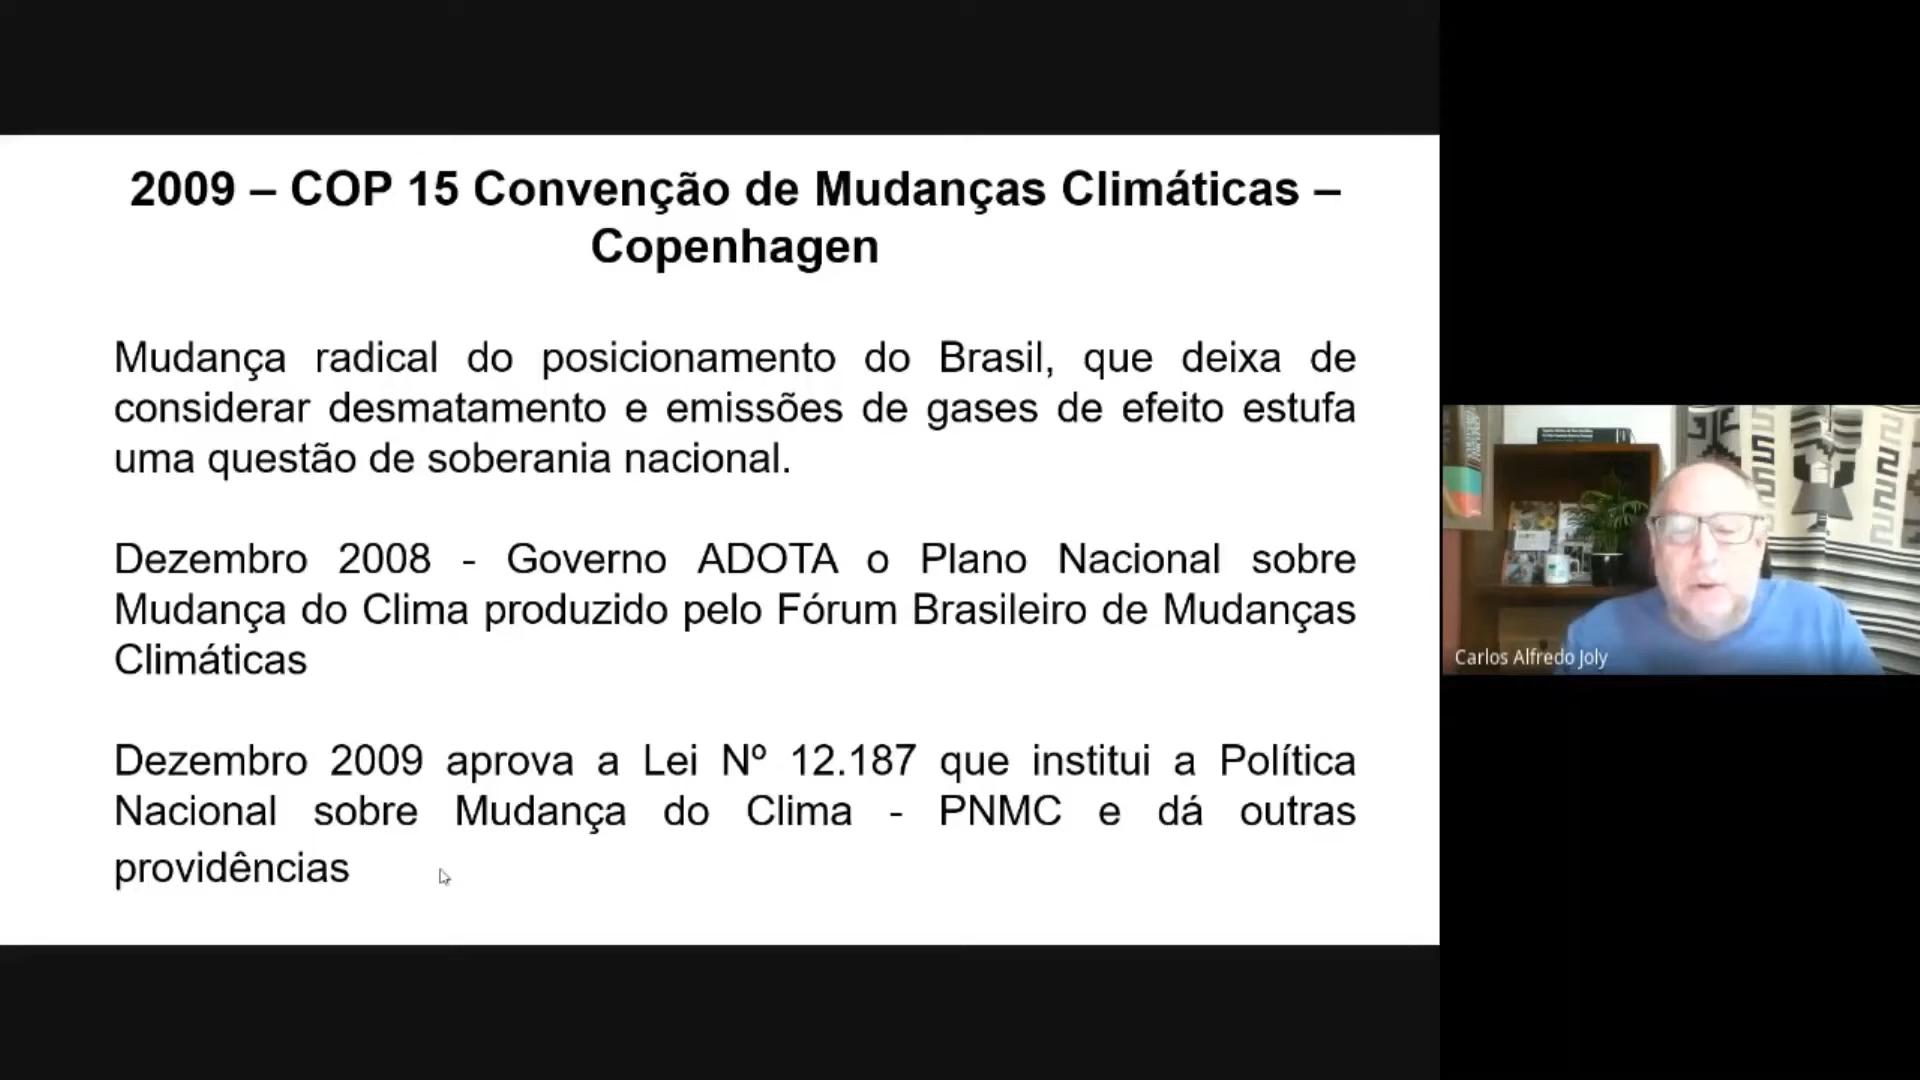 2009 – COP 15 Convenção de Mudanças Climáticas –
Copenhagen
Mudança radical do posicionamento do Brasil, que deixa de
considerar desmatamento e emissões de gases de efeito estufa
uma questão de soberania nacional.
Dezembro 2008 - Governo ADOTA o Plano Nacional sobre
Mudança do Clima produzido pelo Fórum Brasileiro de Mudanças
Climáticas
Dezembro 2009 aprova a Lei Nº 12.187 que institui a Política
Nacional sobre Mudança do Clima - PNMC e dá outras
providências
Carlos Alfredo Joly